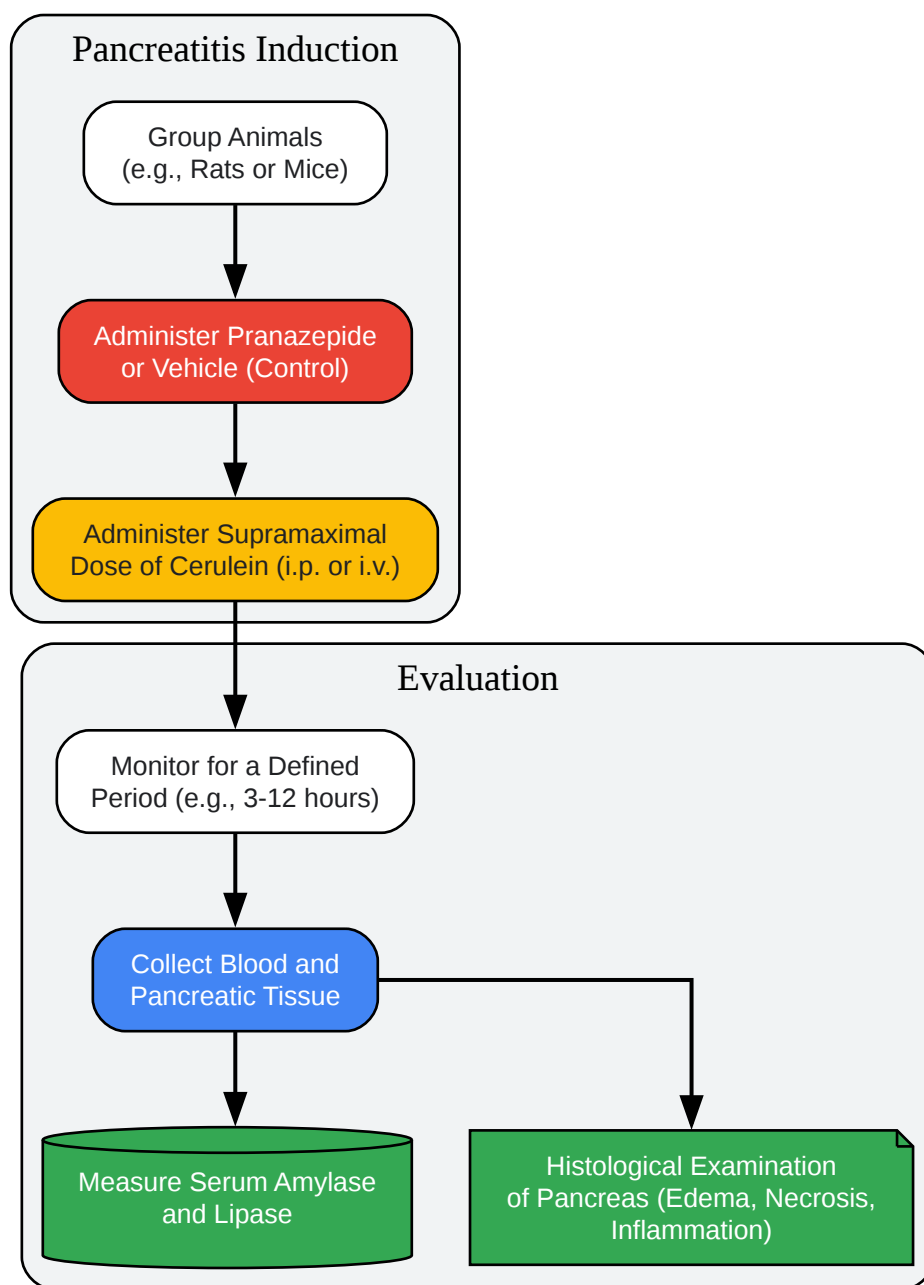 Pancreatitis Induction
Group Animals
(e.g., Rats or Mice)
Administer Pranazepide
or Vehicle (Control)
Administer Supramaximal
Dose of Cerulein (i.p. or i.v.)
Evaluation
Monitor for a Defined
Period (e.g., 3-12 hours)
Collect Blood and
Pancreatic Tissue
Measure Serum Amylase
and Lipase
Histological Examination
of Pancreas (Edema, Necrosis,
Inflammation)